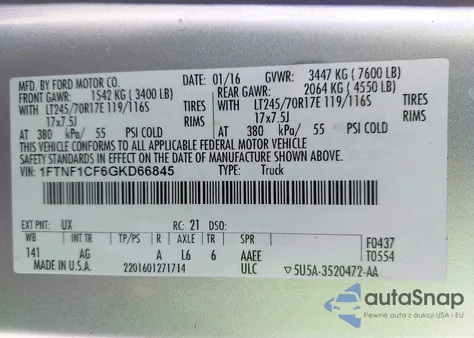 MFD. BY FORD MOTOR CO.
DATE: 01/16 GVWR: 3447 KG ( 7600 LB)
FRONT GAWR: 1542 KG ( 3400 LB) REAR GAWR: 2064 KG ( 4550 LB)
WITH LT245/70R17E 119/116S TIRES WITH LT245/70R17E 119/116S TIRES
17x7.5J RIMS 17x7.5J RIMS
AT 380 kPa/ 55 PSI COLD AT 380 kPa/ 55 PSI COLD
THIS VEHICLE CONFORMS TO ALL APPLICABLE FEDERAL MOTOR VEHICLE
SAFETY STANDARDS IN EFFECT ON THE DATE OF MANUFACTURE SHOWN ABOVE.
VIN: 1FTNF1CF6GKD66845 TYPE: Truck
EXT PNT: UX RC: 21 DSO:
WB INT TR TP/PS R AXLE TR SPR F0437
141 AG A L6 6 AAEE T0554
MADE IN U.S.A. 2201601271714 ULC 5U5A-3520472-AA
autoSnap
Pewne auta z USA i EU